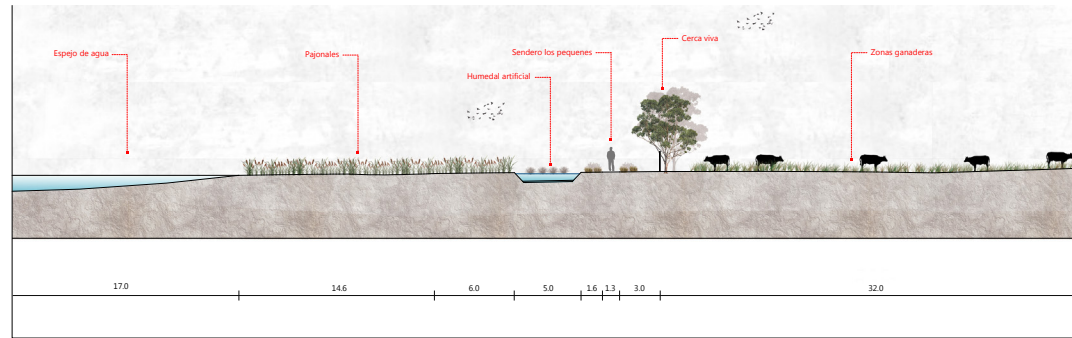 Cerca viva
Espejo de agua
Pajonales
Sendero los pequenes
Zonas ganaderas
Humedal artificial
17.0
14.6
6.0
5.0
1.6
1.3
3.0
32.0